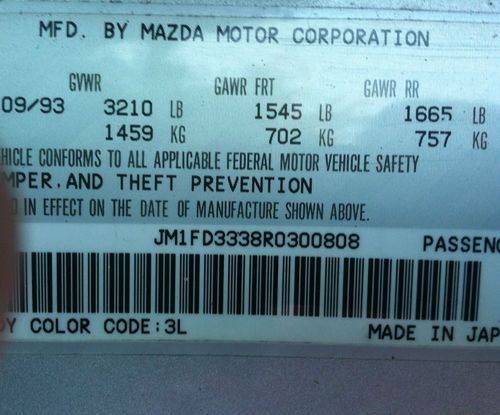 MFD. BY MAZDA MOTOR CORPORATION
GVWR GAWR FRT GAWR RR
09/93 3210 LB 1545 LB 1665 LB
1459 KG 702 KG 757 KG
HICLE CONFORMS TO ALL APPLICABLE FEDERAL MOTOR VEHICLE SAFETY
MPER.AND THEFT PREVENTION
D IN EFFECT ON THE DATE OF MANUFACTURE SHOWN ABOVE.
JM1FD3338R0300808 PASSENG
DY COLOR CODE:3L MADE IN JAP